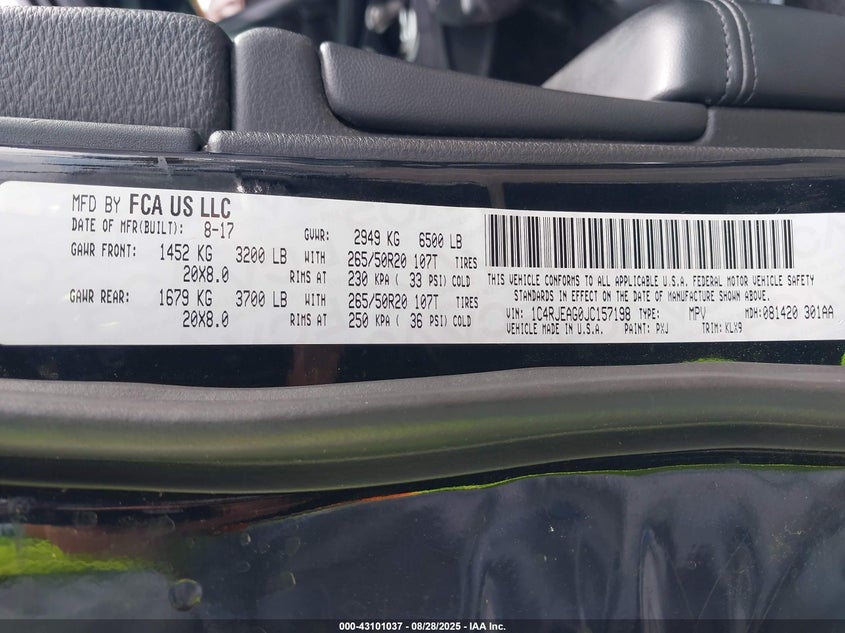 MFD BY FCA US LLC
DATE OF MFR(BUILT): 8-17 GVWR: 2949 KG 6500 LB
GAWR FRONT: 1452 KG 3200 LB WITH 265/50R20 107T TIRES
20X8.0 RIMS AT 230 KPA ( 33 PSI) COLD
GAWR REAR: 1679 KG 3700 LB WITH 265/50R20 107T TIRES
20X8.0 RIMS AT 250 KPA ( 36 PSI) COLD
THIS VEHICLE CONFORMS TO ALL APPLICABLE U.S.A. FEDERAL MOTOR VEHICLE SAFETY
STANDARDS IN EFFECT ON THE DATE OF MANUFACTURE SHOWN ABOVE.
VIN: 1C4RJEAG0JC157198 TYPE: MPV MDH: 081420 301AA
VEHICLE MADE IN U.S.A. PAINT: PXJ TRIM: KLX9
000-43101037 - 08/28/2025 - IAA Inc.